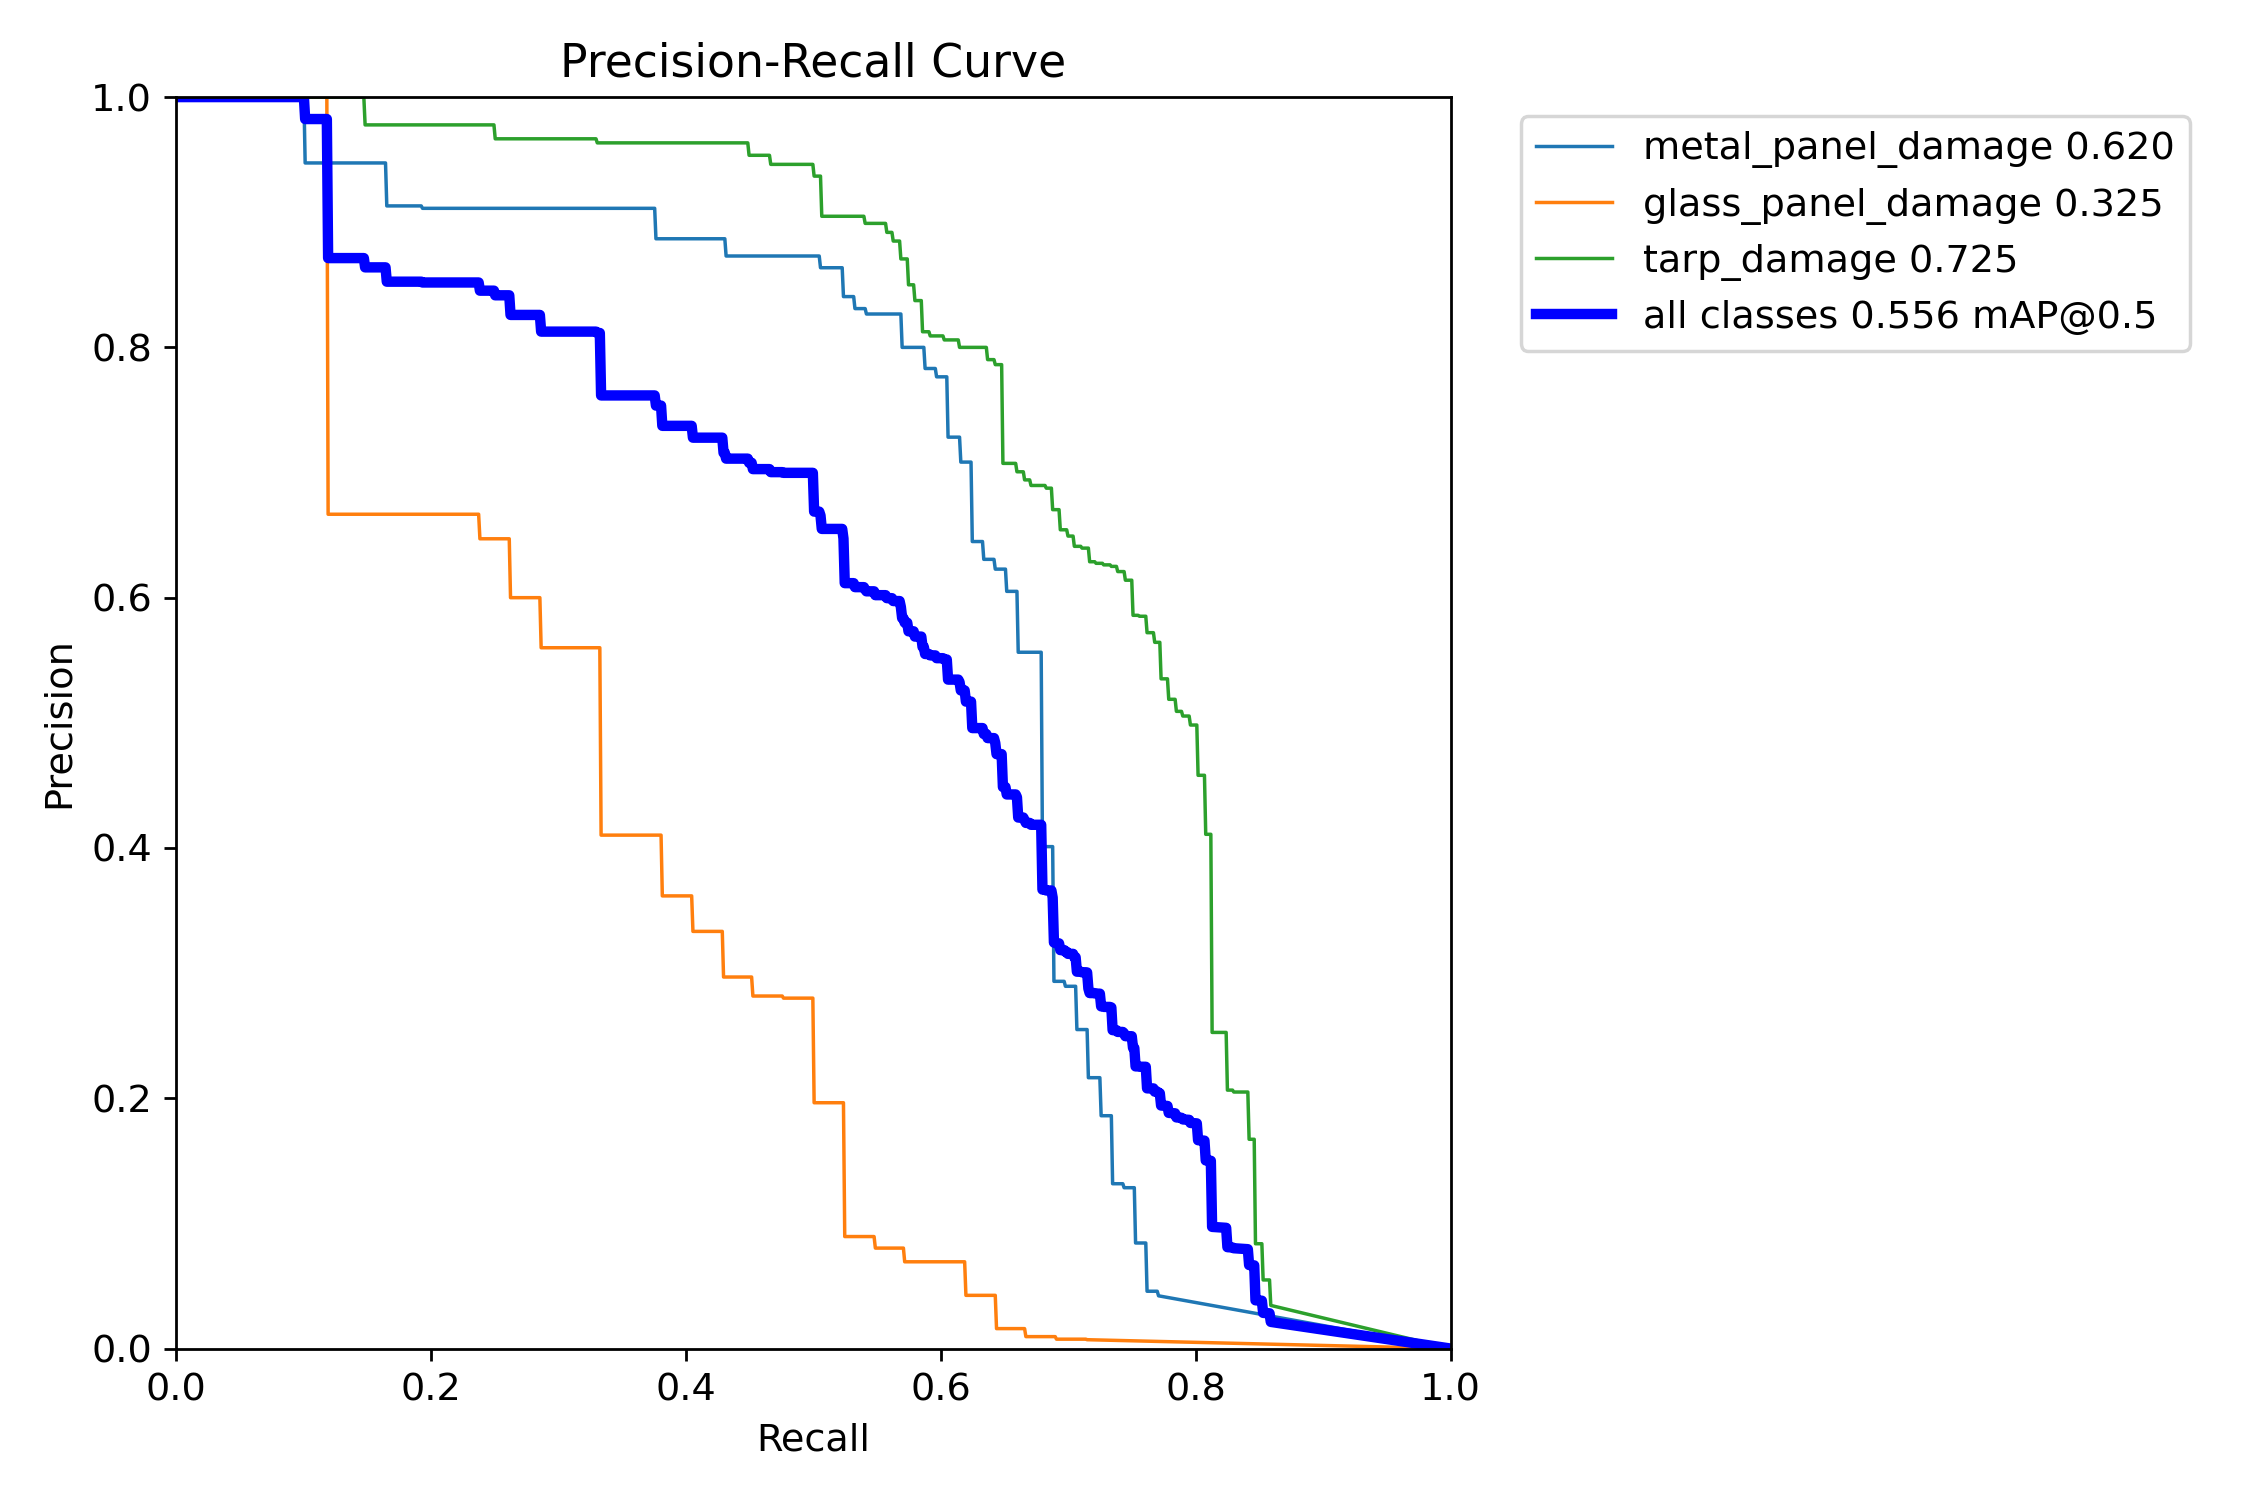 Precision-Recall Curve
1.0
0.8
0.6
0.4
0.2
0.0
Precision
0.0 0.2 0.4 0.6 0.8 1.0
Recall
metal_panel_damage 0.620
glass_panel_damage 0.325
tarp_damage 0.725
all classes 0.556 mAP@0.5